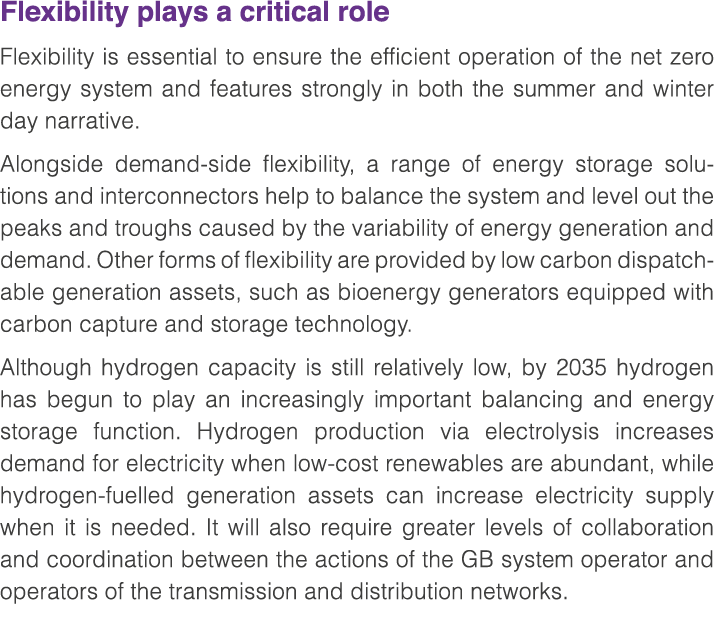 Flexibility plays a critical role
Flexibility is essential to ensure the efficient operation of the net zero
energy system and features strongly in both the summer and winter
day narrative.
Alongside demand-side flexibility, a range of energy storage solu-
tions and interconnectors help to balance the system and level out the
peaks and troughs caused by the variability of energy generation and
demand. Other forms of flexibility are provided by low carbon dispatch-
able generation assets, such as bioenergy generators equipped with
carbon capture and storage technology.
Although hydrogen capacity is still relatively low, by 2035 hydrogen
has begun to play an increasingly important balancing and energy
storage function. Hydrogen production via electrolysis increases
demand for electricity when low-cost renewables are abundant, while
hydrogen-fuelled generation assets can increase electricity supply
when it is needed. It will also require greater levels of collaboration
and coordination between the actions of the GB system operator and
operators of the transmission and distribution networks.